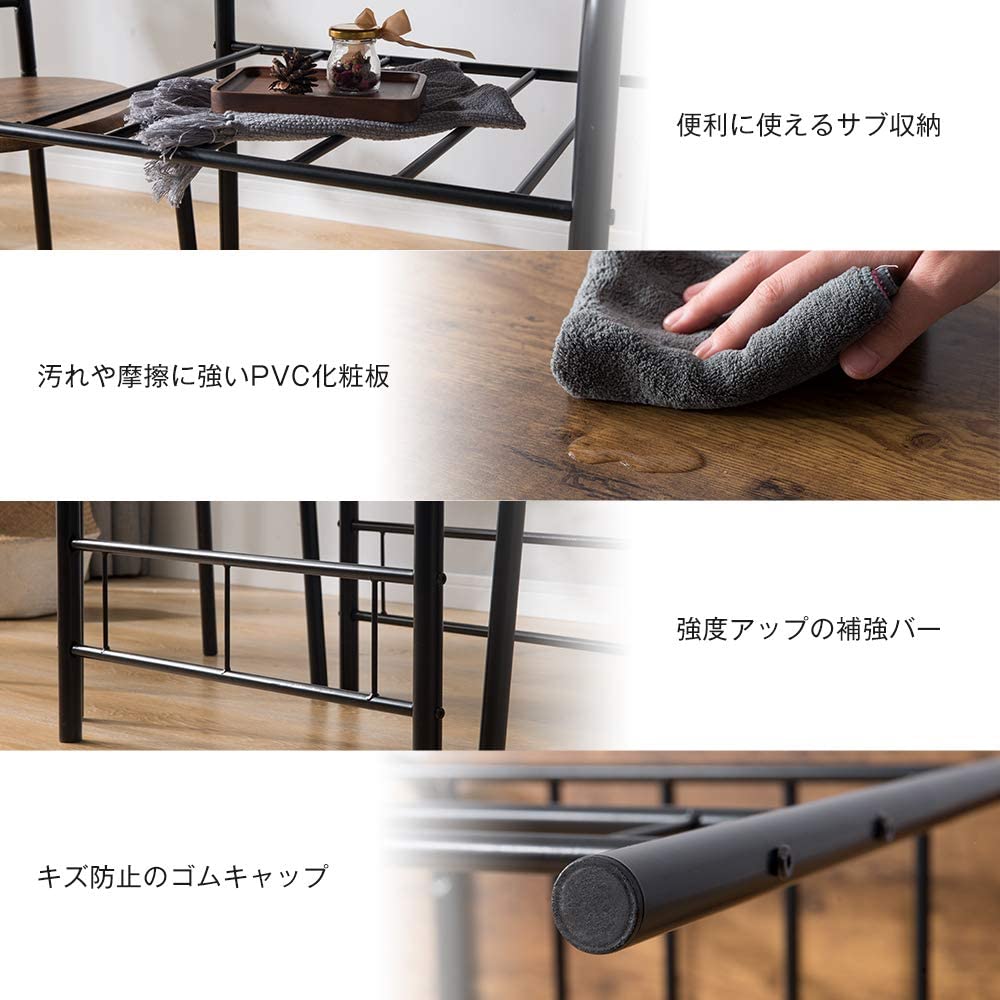 便利に使えるサブ収納
汚れや摩擦に強いPVC化粧板
強度アップの補強バー
キズ防止のゴムキャップ